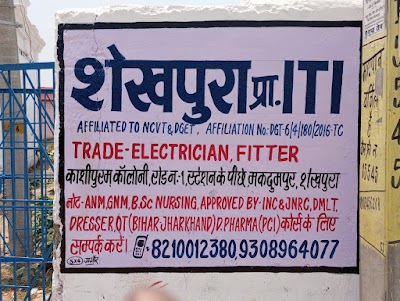 शेखपुरा प्रा. ITI
AFFILIATED TO NCVT & DGET, AFFILIATION No:- DGT-6/4/180/2016-TC
TRADE-ELECTRICIAN, FITTER
काशीपुरम कॉलोनी, रोड नं-1, स्टेशन के पीछे, मकदुमपुर, शेखपुरा
नोट:- ANM, GNM, B.Sc NURSING, APPROVED BY:- INC & JNRC, DMLT,
DRESSER, OT (BIHAR, JHARKHAND) D.PHARMA (PCI) कोर्स के लिए
सम्पर्क करें। 8210012380, 9308964077